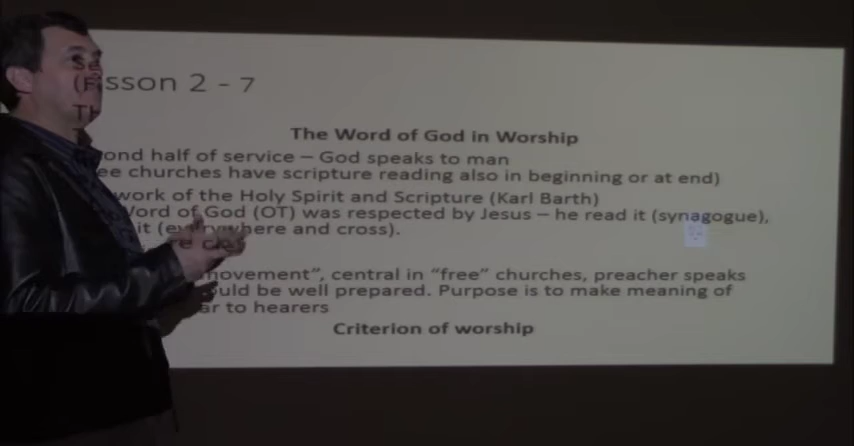 sson 2 - 7
The Word of God in Worship
ond half of service – God speaks to man
ee churches have scripture reading also in beginning or at end)
work of the Holy Spirit and Scripture (Karl Barth)
Word of God (OT) was respected by Jesus – he read it (synagogue),
it (everywhere and cross).
movement", central in "free" churches, preacher speaks
ould be well prepared. Purpose is to make meaning of
ar to hearers
Criterion of worship